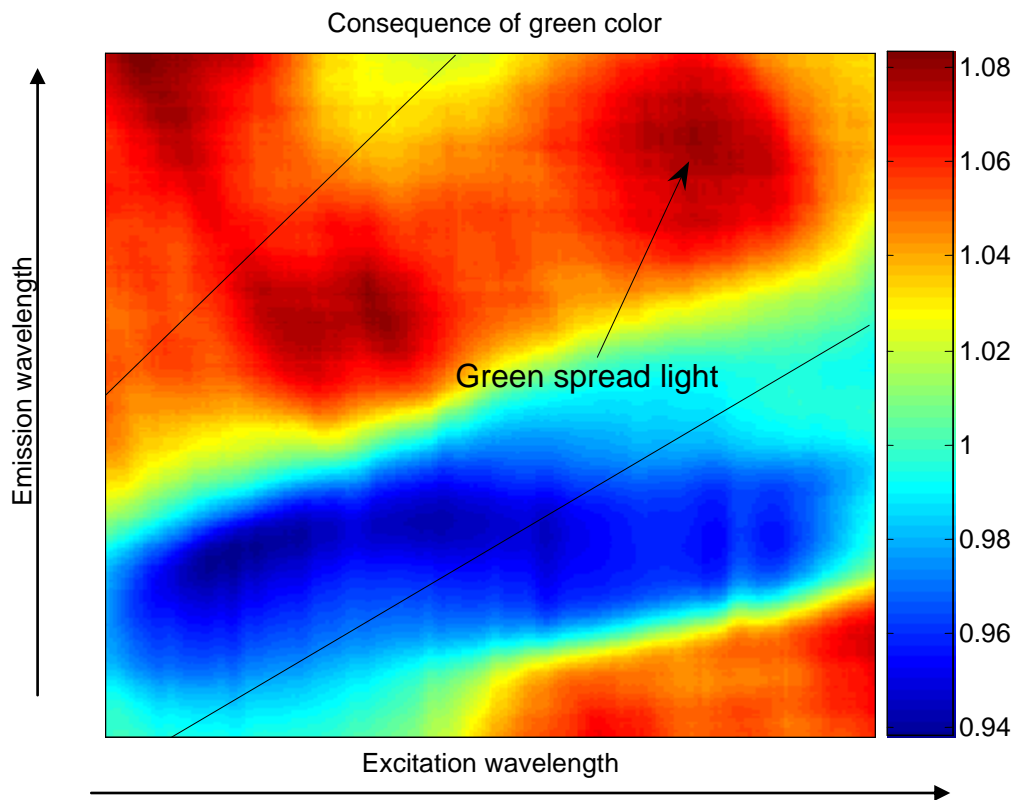 Consequence of green color
1.08
1.06
1.04
1.02
1
0.98
0.96
0.94
Emission wavelength
Green spread light
Excitation wavelength